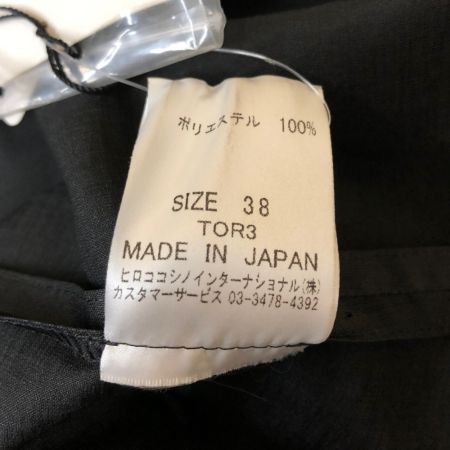 ポリエステル 100%
SIZE 38
TOR3
MADE IN JAPAN
ヒロココシノインターナショナル(株)
カスタマーサービス 03-3478-4392